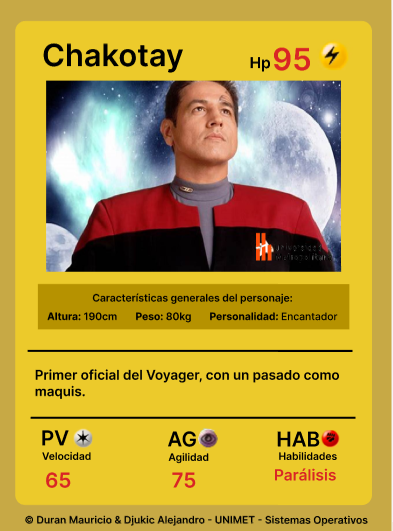 Chakotay
Hp 95
Características generales del personaje:
Altura: 190cm Peso: 80kg Personalidad: Encantador
Primer oficial del Voyager, con un pasado como
maquis.
PV AG HAB
Velocidad Agilidad Habilidades
65 75 Parálisis
© Duran Mauricio & Djukic Alejandro - UNIMET - Sistemas Operativos